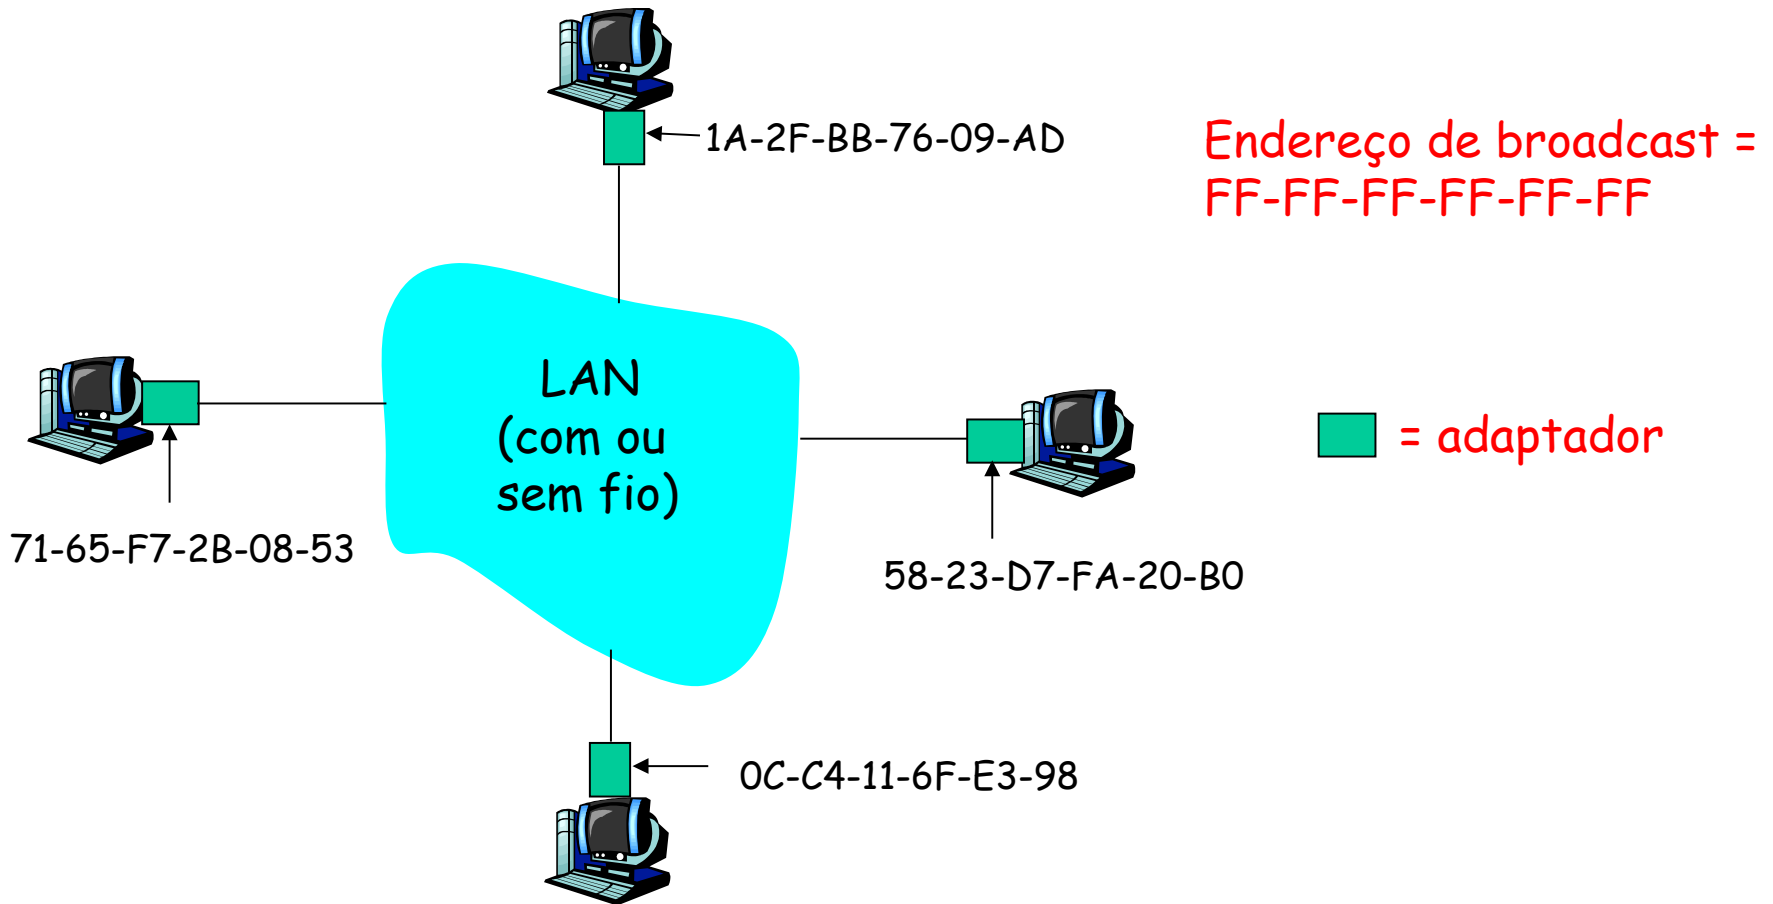 1A-2F-BB-76-09-AD
Endereço de broadcast =
FF-FF-FF-FF-FF-FF
LAN
(com ou
sem fio)
= adaptador
71-65-F7-2B-08-53
58-23-D7-FA-20-B0
0C-C4-11-6F-E3-98